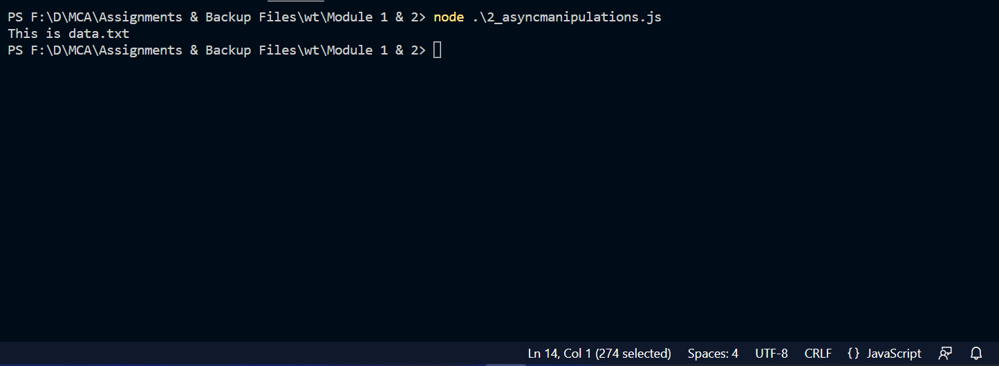 PS F:\D\MCA\Assignments & Backup Files\wt\Module 1 & 2> node .\2_asyncmanipulations.js
This is data.txt
PS F:\D\MCA\Assignments & Backup Files\wt\Module 1 & 2>
Ln 14, Col 1 (274 selected) Spaces: 4 UTF-8 CRLF {} JavaScript